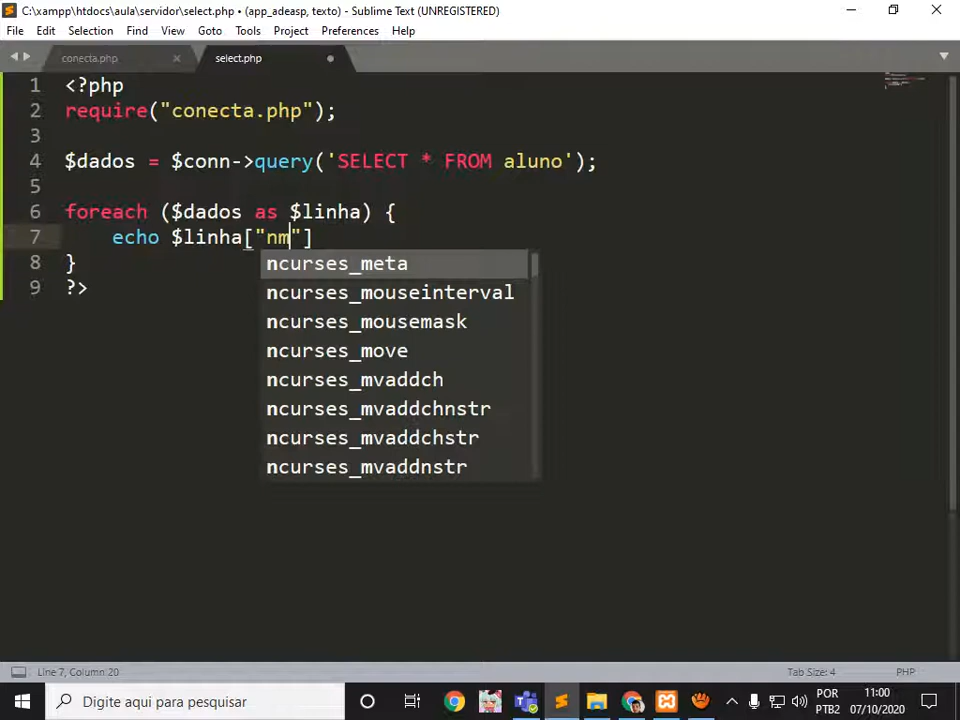 C:\xampp\htdocs\aula\servidor\select.php • (app_adeasp, texto) - Sublime Text (UNREGISTERED)
File Edit Selection Find View Goto Tools Project Preferences Help
conecta.php select.php
1 <?php
2 require("conecta.php");
3
4 $dados = $conn->query('SELECT * FROM aluno');
5
6 foreach ($dados as $linha) {
7 echo $linha["nm"]
8 }
9 ?>
ncurses_meta
ncurses_mouseinterval
ncurses_mousemask
ncurses_move
ncurses_mvaddch
ncurses_mvaddchnstr
ncurses_mvaddchstr
ncurses_mvaddnstr
Line 7, Column 20 Tab Size: 4 PHP
Digite aqui para pesquisar
POR 11:00
PTB2 07/10/2020